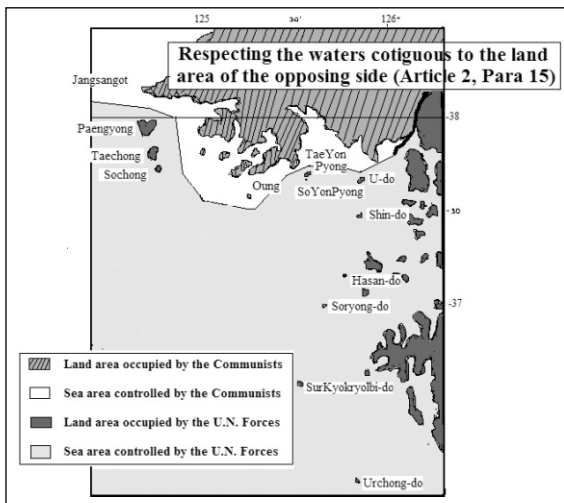 125
30'
126°
Respecting the waters cotiguous to the land
area of the opposing side (Article 2, Para 15)
Jangsangot
-38
Paengyong
Taechong
Sochong
TaeYon
Pyong
U-do
Oung
SoYonPyong
Shin-do
-30
Hasan-do
-37
Soryong-do
Land area occupied by the Communists
Sea area controlled by the Communists
SurKyokryolbi-do
Land area occupied by the U.N. Forces
Sea area controlled by the U.N. Forces
Urchong-do